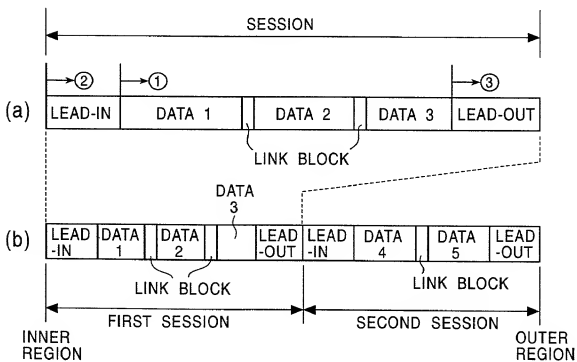 SESSION
② ① ③
(a) LEAD-IN DATA 1 DATA 2 DATA 3 LEAD-OUT
LINK BLOCK
DATA
3
(b) LEAD
-IN DATA
1 DATA
2 LEAD
-OUT LEAD
-IN DATA
4 DATA
5 LEAD
-OUT
LINK BLOCK LINK BLOCK
FIRST SESSION SECOND SESSION
INNER
REGION
OUTER
REGION